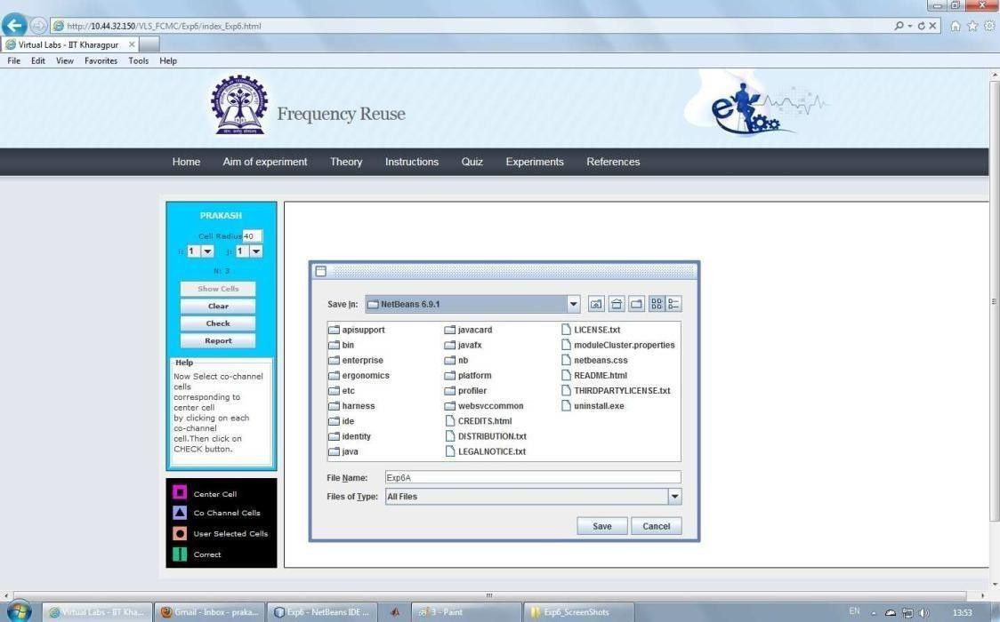 http://10.44.32.150/VLS_FCMC/Exp6/index_Exp6.html
Virtual Labs - IIT Kharagpur
File Edit View Favorites Tools Help
Frequency Reuse
Home Aim of experiment Theory Instructions Quiz Experiments References
PRAKASH
Cell Radius 40
i: 1 j: 1
N: 3
Show Cells
Clear
Check
Report
Help
Now Select co-channel
cells
corresponding to
center cell
by clicking on each
co-channel
cell.Then click on
CHECK button.
Center Cell
Co Channel Cells
User Selected Cells
Correct
Save In: NetBeans 6.9.1
apisupport
bin
enterprise
ergonomics
etc
harness
ide
identity
java
javacard
javafx
nb
platform
profiler
websvccommon
CREDITS.html
DISTRIBUTION.txt
LEGALNOTICE.txt
LICENSE.txt
moduleCluster.properties
netbeans.css
README.html
THIRDPARTYLICENSE.txt
uninstall.exe
File Name: Exp6A
Files of Type: All Files
Save Cancel
Virtual Labs - IIT Kha... Gmail - Inbox - praka... Exp6 - NetBeans IDE ... 3 - Paint Exp6_ScreenShots EN 13:53